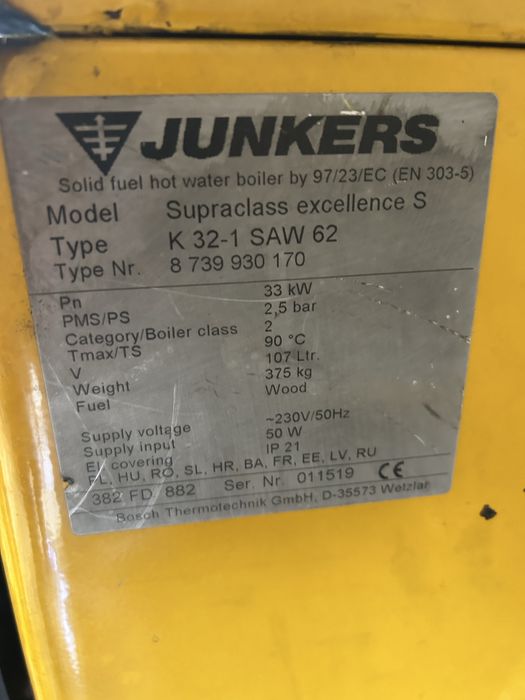 JUNKERS
Solid fuel hot water boiler by 97/23/EC (EN 303-5)
Model Supraclass excellence S
Type K 32-1 SAW 62
Type Nr. 8 739 930 170
Pn 33 kW
PMS/PS 2,5 bar
Category/Boiler class 2
Tmax/TS 90 °C
V 107 Ltr.
Weight 375 kg
Fuel Wood
Supply voltage ~230V/50Hz
Supply input 50 W
El covering IP 21
PL, HU, RO, SL, HR, BA, FR, EE, LV, RU
382 FD 882 Ser. Nr. 011519 CE
Bosch Thermotechnik GmbH, D-35573 Wetzlar